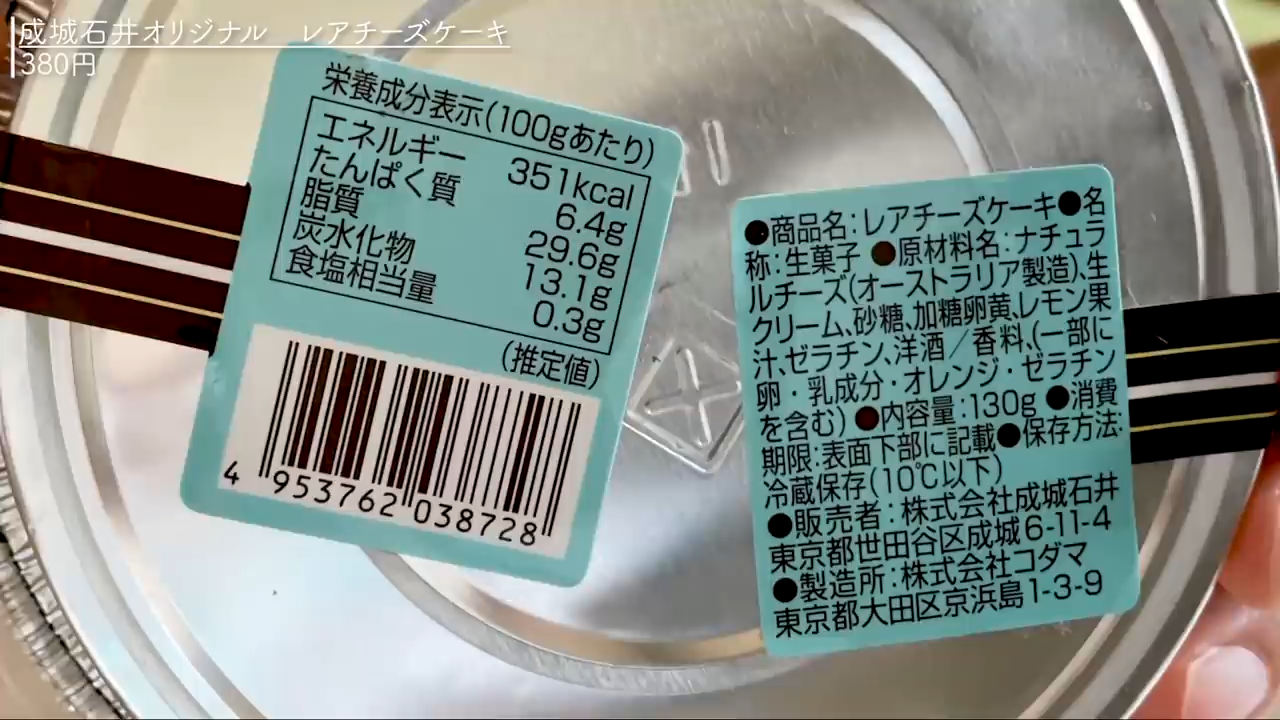 成城石井オリジナル　レアチーズケーキ
380円
栄養成分表示(100gあたり)
エネルギー 351kcal
たんぱく質 6.4g
脂質 29.6g
炭水化物 13.1g
食塩相当量 0.3g
(推定値)
4 953762 038728
●商品名:レアチーズケーキ●名
称:生菓子 ●原材料名:ナチュラ
ルチーズ(オーストラリア製造)、生
クリーム、砂糖、加糖卵黄、レモン果
汁、ゼラチン、洋酒／香料、(一部に
卵・乳成分・オレンジ・ゼラチン
を含む) ●内容量:130g ●消費
期限:表面下部に記載●保存方法:
冷蔵保存(10℃以下)
●販売者:株式会社成城石井
東京都世田谷区成城6-11-4
●製造所:株式会社コダマ
東京都大田区京浜島1-3-9